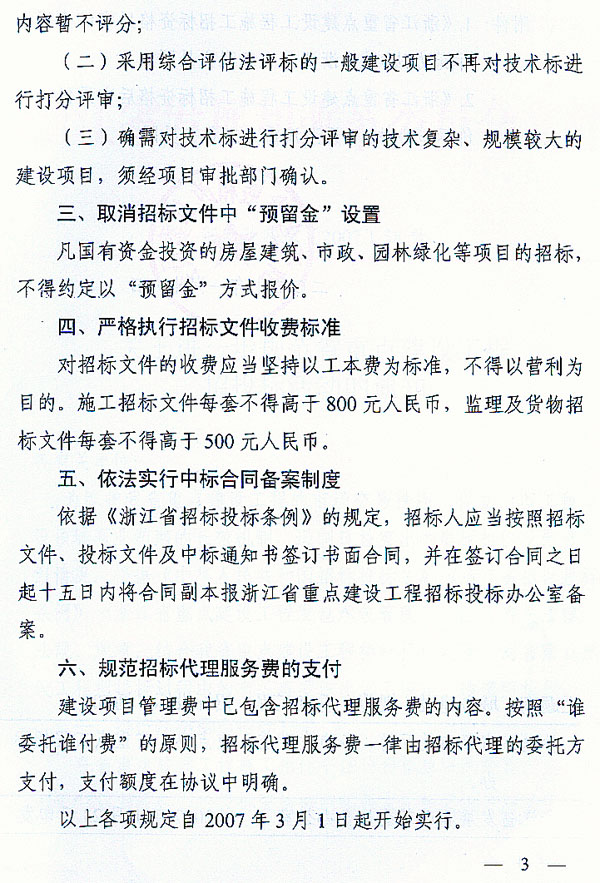 内容暂不评分；
（二）采用综合评估法评标的一般建设项目不再对技术标进
行打分评审；
（三）确需对技术标进行打分评审的技术复杂、规模较大的
建设项目，须经项目审批部门确认。
三、取消招标文件中“预留金”设置
凡国有资金投资的房屋建筑、市政、园林绿化等项目的招标，
不得约定以“预留金”方式报价。
四、严格执行招标文件收费标准
对招标文件的收费应当坚持以工本费为标准，不得以营利为
目的。施工招标文件每套不得高于 800 元人民币，监理及货物招
标文件每套不得高于 500 元人民币。
五、依法实行中标合同备案制度
依据《浙江省招标投标条例》的规定，招标人应当按照招标
文件、投标文件及中标通知书签订书面合同，并在签订合同之日
起十五日内将合同副本报浙江省重点建设工程招标投标办公室备
案。
六、规范招标代理服务费的支付
建设项目管理费中已包含招标代理服务费的内容。按照“谁
委托谁付费”的原则，招标代理服务费一律由招标代理的委托方
支付，支付额度在协议中明确。
以上各项规定自 2007 年 3 月 1 日起开始实行。
— 3 —